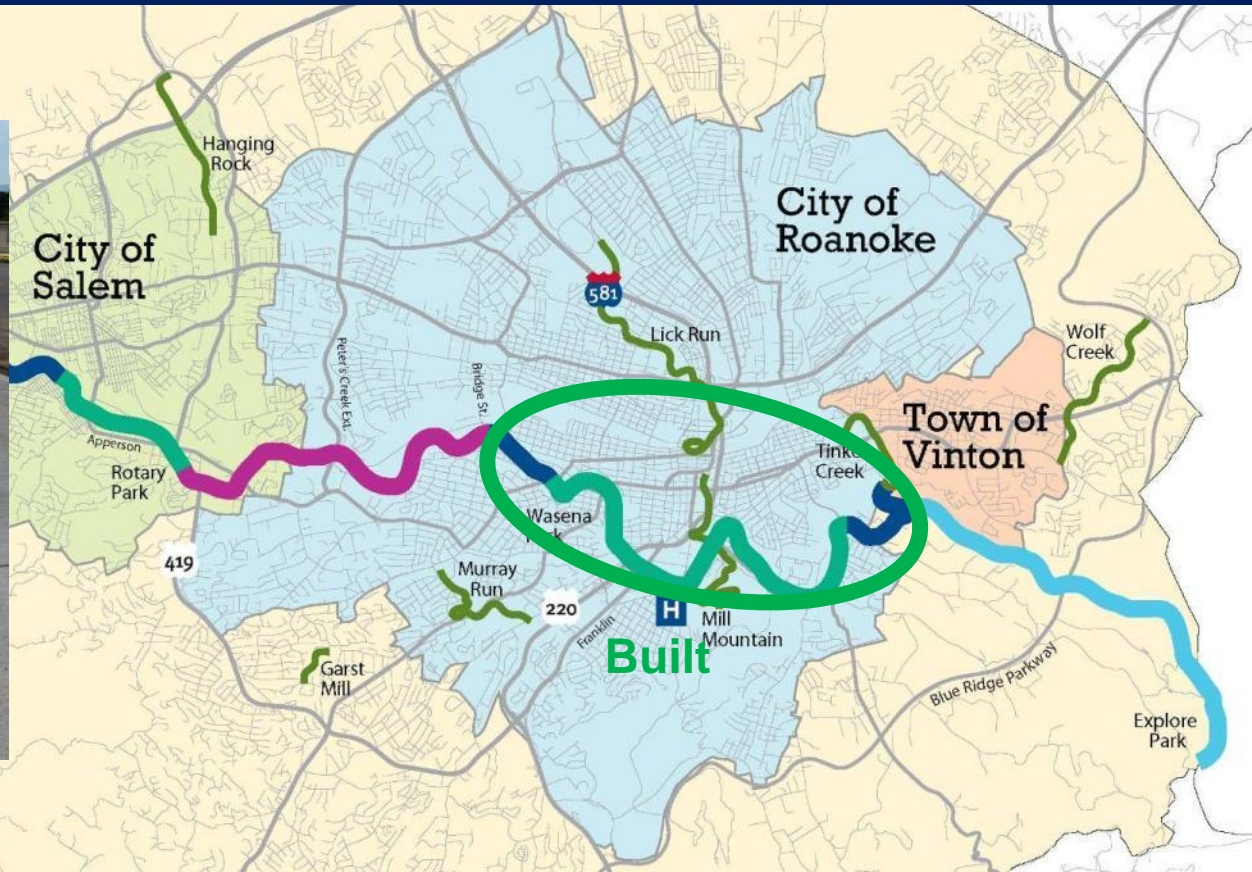 Hanging
Rock
City of
Roanoke
City of
Salem
581
Lick Run
Wolf
Creek
Peter's Creek Ext.
Bridge St.
Town of
Vinton
Apperson
Rotary
Park
Tinke
Creek
Wasena
419
Murray
Run
220
H
Franklin
Mill
Mountain
Built
Garst
Mill
Blue Ridge Parkway
Explore
Park